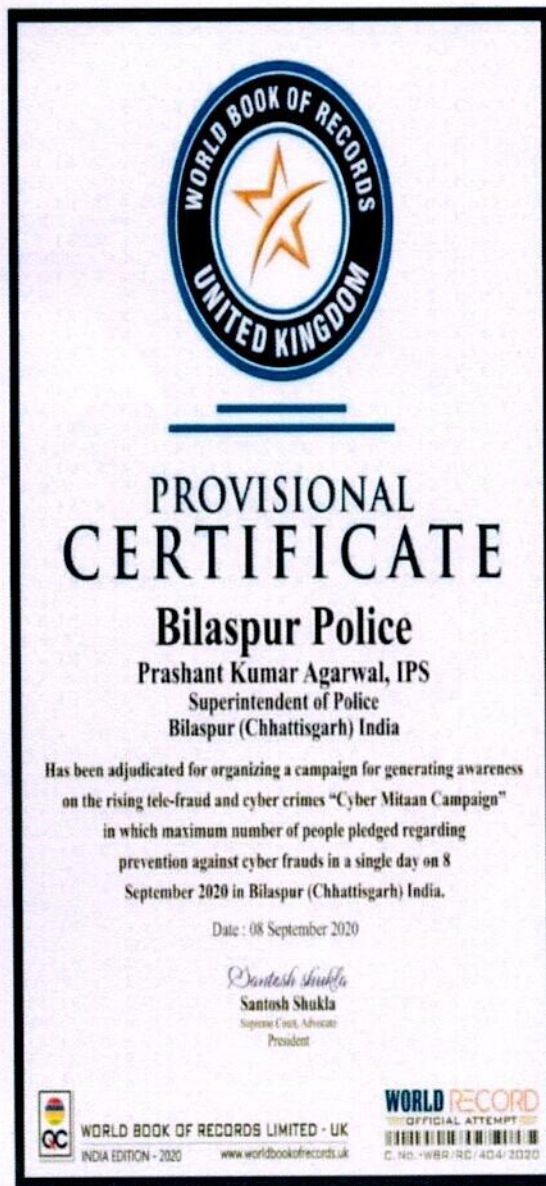 WORLD BOOK OF RECORDS
UNITED KINGDOM
PROVISIONAL
CERTIFICATE
Bilaspur Police
Prashant Kumar Agarwal, IPS
Superintendent of Police
Bilaspur (Chhattisgarh) India
Has been adjudicated for organizing a campaign for generating awareness
on the rising tele-fraud and cyber crimes “Cyber Mitaan Campaign”
in which maximum number of people pledged regarding
prevention against cyber frauds in a single day on 8
September 2020 in Bilaspur (Chhattisgarh) India.
Date : 08 September 2020
Santosh shukla
Santosh Shukla
Supreme Court, Advocate
President
QC
WORLD BOOK OF RECORDS LIMITED - UK
INDIA EDITION - 2020 www.worldbookofrecords.uk
WORLD RECORD
OFFICIAL ATTEMPT
C. No.-WBR/RC/404/2020